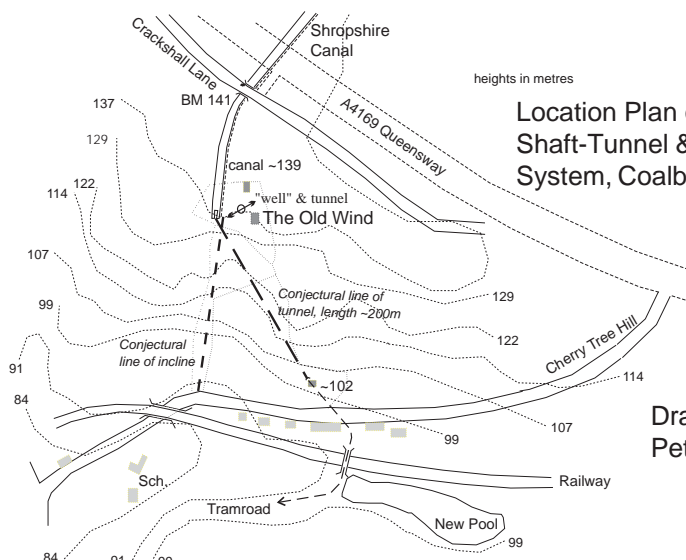 Shropshire
Canal
Crackshall Lane
heights in metres
BM 141
137
A4169 Queensway
Location Plan
Shaft-Tunnel &
System, Coalb
129
canal ~139
122
114
"well" & tunnel
The Old Wind
107
Conjectural line of
tunnel, length ~200m
129
99
122
Conjectural
line of incline
Cherry Tree Hill
91
114
~102
84
107
99
Dra
Pet
Sch.
Railway
Tramroad
New Pool
99
84
91
99